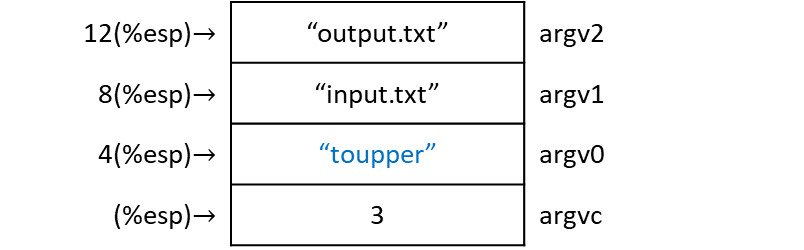 12(%esp)→ “output.txt” argv2
8(%esp)→ “input.txt” argv1
4(%esp)→ “toupper” argv0
(%esp)→ 3 argvc